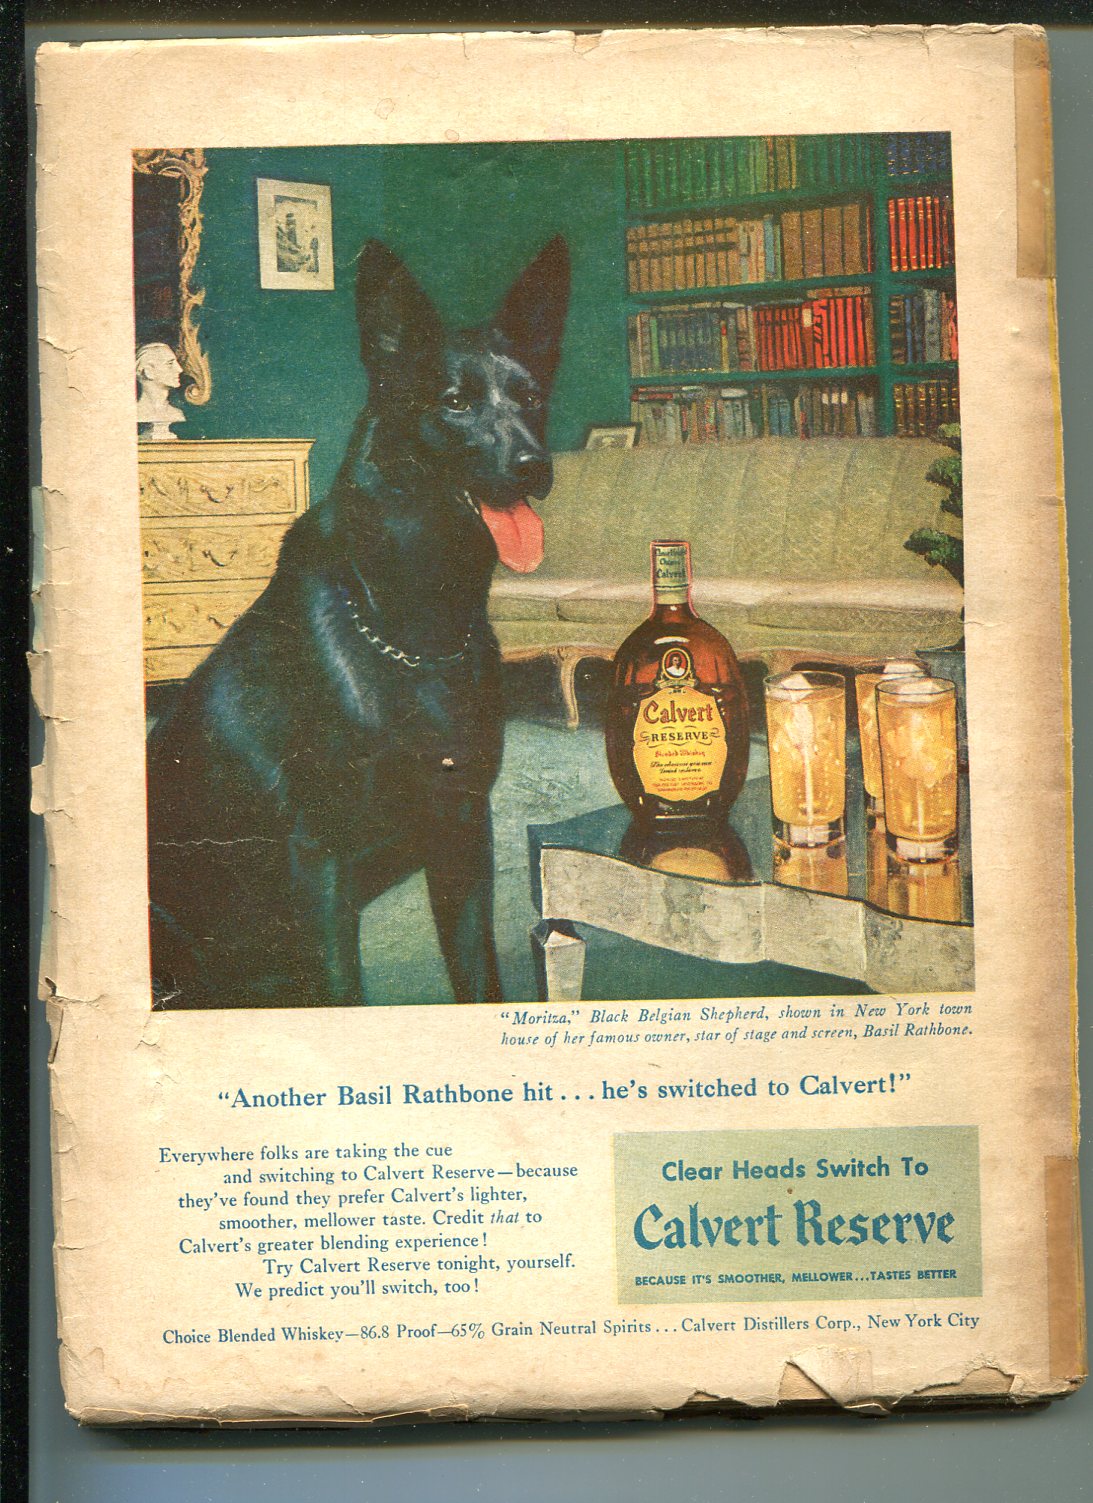 Calvert
Calvert
RESERVE
Blended Whiskey
"Moritza," Black Belgian Shepherd, shown in New York town
house of her famous owner, star of stage and screen, Basil Rathbone.
"Another Basil Rathbone hit . . . he's switched to Calvert!"
Everywhere folks are taking the cue
and switching to Calvert Reserve—because
they've found they prefer Calvert's lighter,
smoother, mellower taste. Credit that to
Calvert's greater blending experience!
Try Calvert Reserve tonight, yourself.
We predict you'll switch, too!
Clear Heads Switch To
Calvert Reserve
BECAUSE IT'S SMOOTHER, MELLOWER...TASTES BETTER
Choice Blended Whiskey—86.8 Proof—65% Grain Neutral Spirits . . . Calvert Distillers Corp., New York City